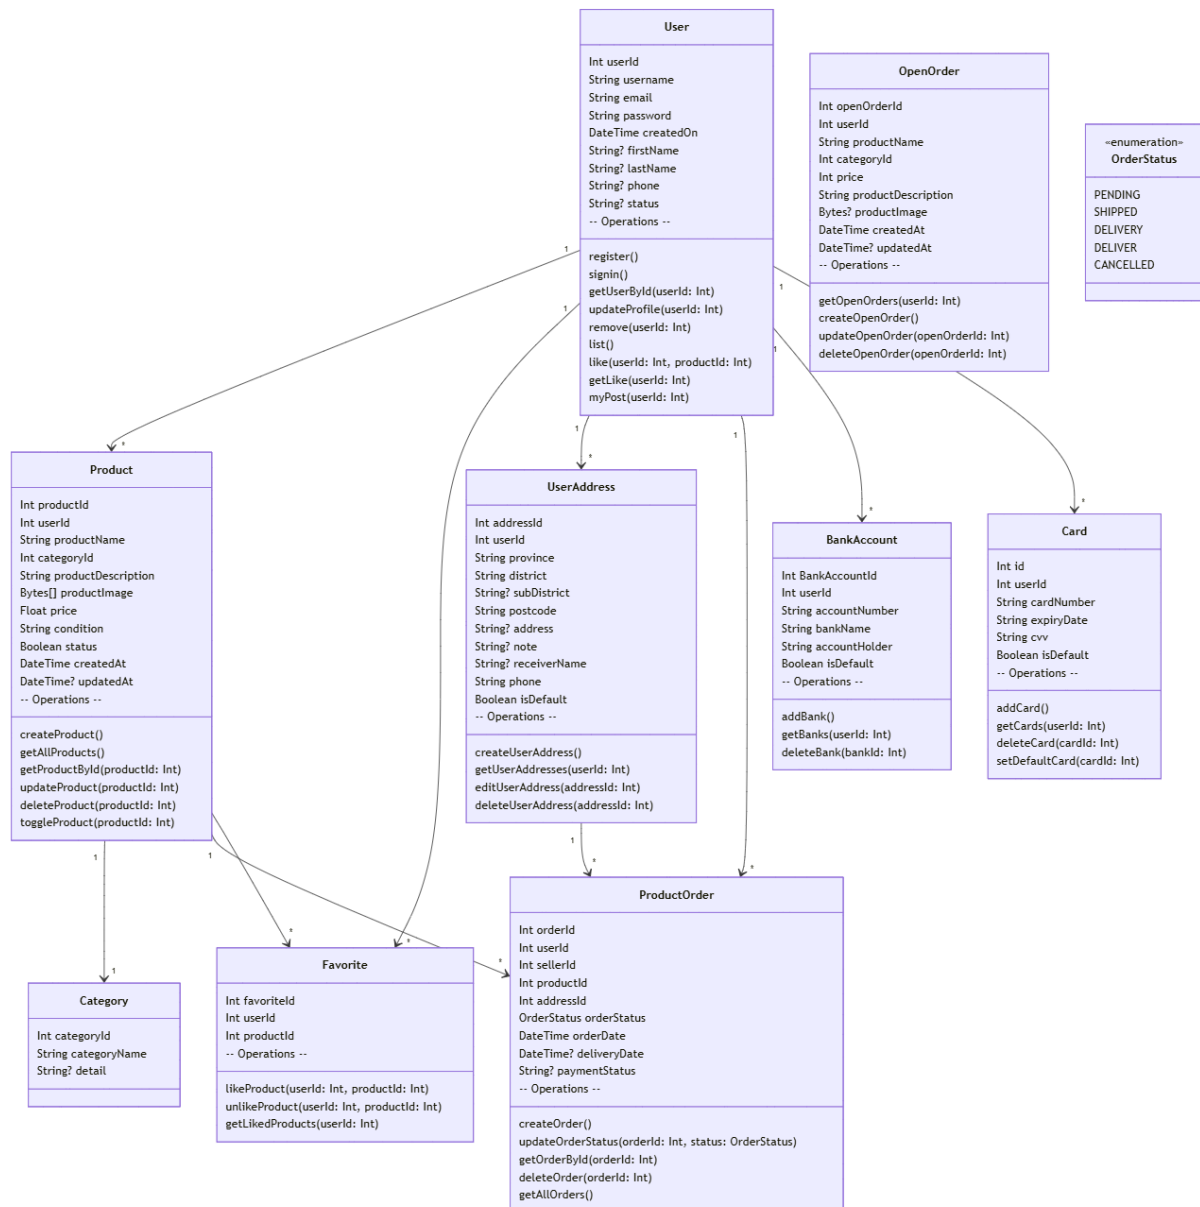 User
Int userId
String username
String email
String password
DateTime createdOn
String? firstName
String? lastName
String? phone
String? status
-- Operations --
register()
signin()
getUserById(userId: Int)
updateProfile(userId: Int)
remove(userId: Int)
list()
like(userId: Int, productId: Int)
getLike(userId: Int)
myPost(userId: Int)
OpenOrder
Int openOrderId
Int userId
String productName
Int categoryId
Int price
String productDescription
Bytes? productImage
DateTime createdAt
DateTime? updatedAt
-- Operations --
getOpenOrders(userId: Int)
createOpenOrder()
updateOpenOrder(openOrderId: Int)
deleteOpenOrder(openOrderId: Int)
«enumeration»
OrderStatus
PENDING
SHIPPED
DELIVERY
DELIVER
CANCELLED
1
1
1
1
1
1
*
*
*
*
Product
Int productId
Int userId
String productName
Int categoryId
String productDescription
Bytes[] productImage
Float price
String condition
Boolean status
DateTime createdAt
DateTime? updatedAt
-- Operations --
createProduct()
getAllProducts()
getProductById(productId: Int)
updateProduct(productId: Int)
deleteProduct(productId: Int)
toggleProduct(productId: Int)
UserAddress
Int addressId
Int userId
String province
String district
String? subDistrict
String postcode
String? address
String? note
String? receiverName
String phone
Boolean isDefault
-- Operations --
createUserAddress()
getUserAddresses(userId: Int)
editUserAddress(addressId: Int)
deleteUserAddress(addressId: Int)
BankAccount
Int BankAccountId
Int userId
String accountNumber
String bankName
String accountHolder
Boolean isDefault
-- Operations --
addBank()
getBanks(userId: Int)
deleteBank(bankId: Int)
Card
Int id
Int userId
String cardNumber
String expiryDate
String cvv
Boolean isDefault
-- Operations --
addCard()
getCards(userId: Int)
deleteCard(cardId: Int)
setDefaultCard(cardId: Int)
1
1
1
*
*
*
*
*
1
Category
Int categoryId
String categoryName
String? detail
Favorite
Int favoriteId
Int userId
Int productId
-- Operations --
likeProduct(userId: Int, productId: Int)
unlikeProduct(userId: Int, productId: Int)
getLikedProducts(userId: Int)
ProductOrder
Int orderId
Int userId
Int sellerId
Int productId
Int addressId
OrderStatus orderStatus
DateTime orderDate
DateTime? deliveryDate
String? paymentStatus
-- Operations --
createOrder()
updateOrderStatus(orderId: Int, status: OrderStatus)
getOrderById(orderId: Int)
deleteOrder(orderId: Int)
getAllOrders()